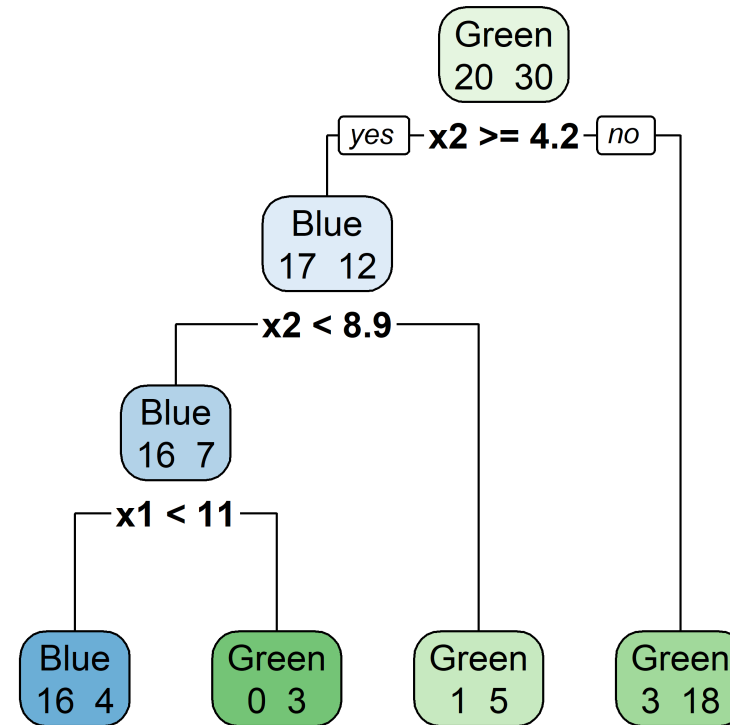 Green
20 30
yes x2 >= 4.2 no
Blue
17 12
x2 < 8.9
Blue
16 7
x1 < 11
Blue Green Green Green
16 4 0 3 1 5 3 18